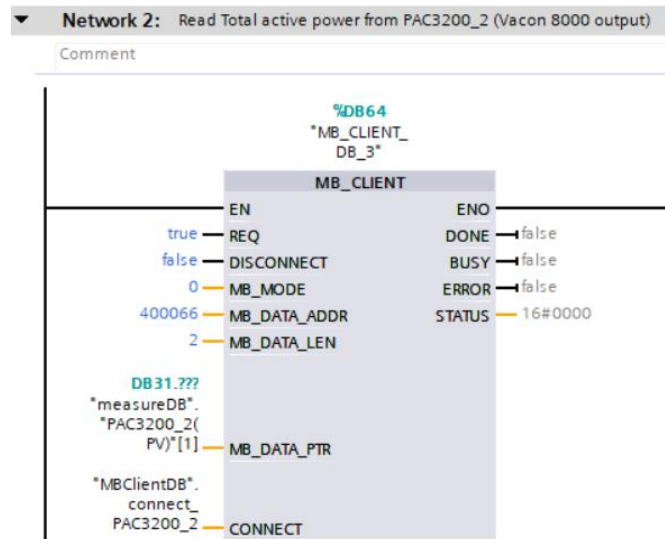 Network 2: Read Total active power from PAC3200_2 (Vacon 8000 output)
Comment
%DB64
"MB_CLIENT_
DB_3"
MB_CLIENT
EN ENO
true REQ DONE false
false DISCONNECT BUSY false
0 MB_MODE ERROR false
400066 MB_DATA_ADDR STATUS 16#0000
2 MB_DATA_LEN
DB31.???
"measureDB".
"PAC3200_2(
PV)"[1] MB_DATA_PTR
"MBClientDB".
connect_
PAC3200_2 CONNECT